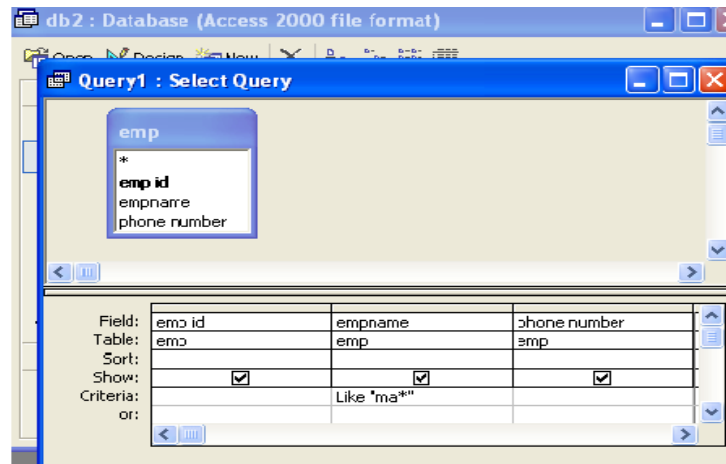 db2 : Database (Access 2000 file format)
Open Design New
Query1 : Select Query
emp
*
emp id
empname
phone number
Field: emp id empname phone number
Table: emp emp emp
Sort:
Show:
Criteria: Like "ma*"
or: